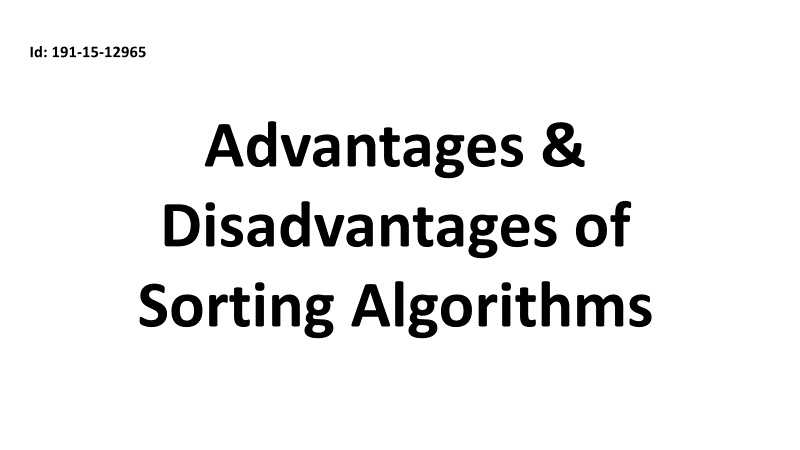 Id: 191-15-12965
Advantages &
Disadvantages of
Sorting Algorithms